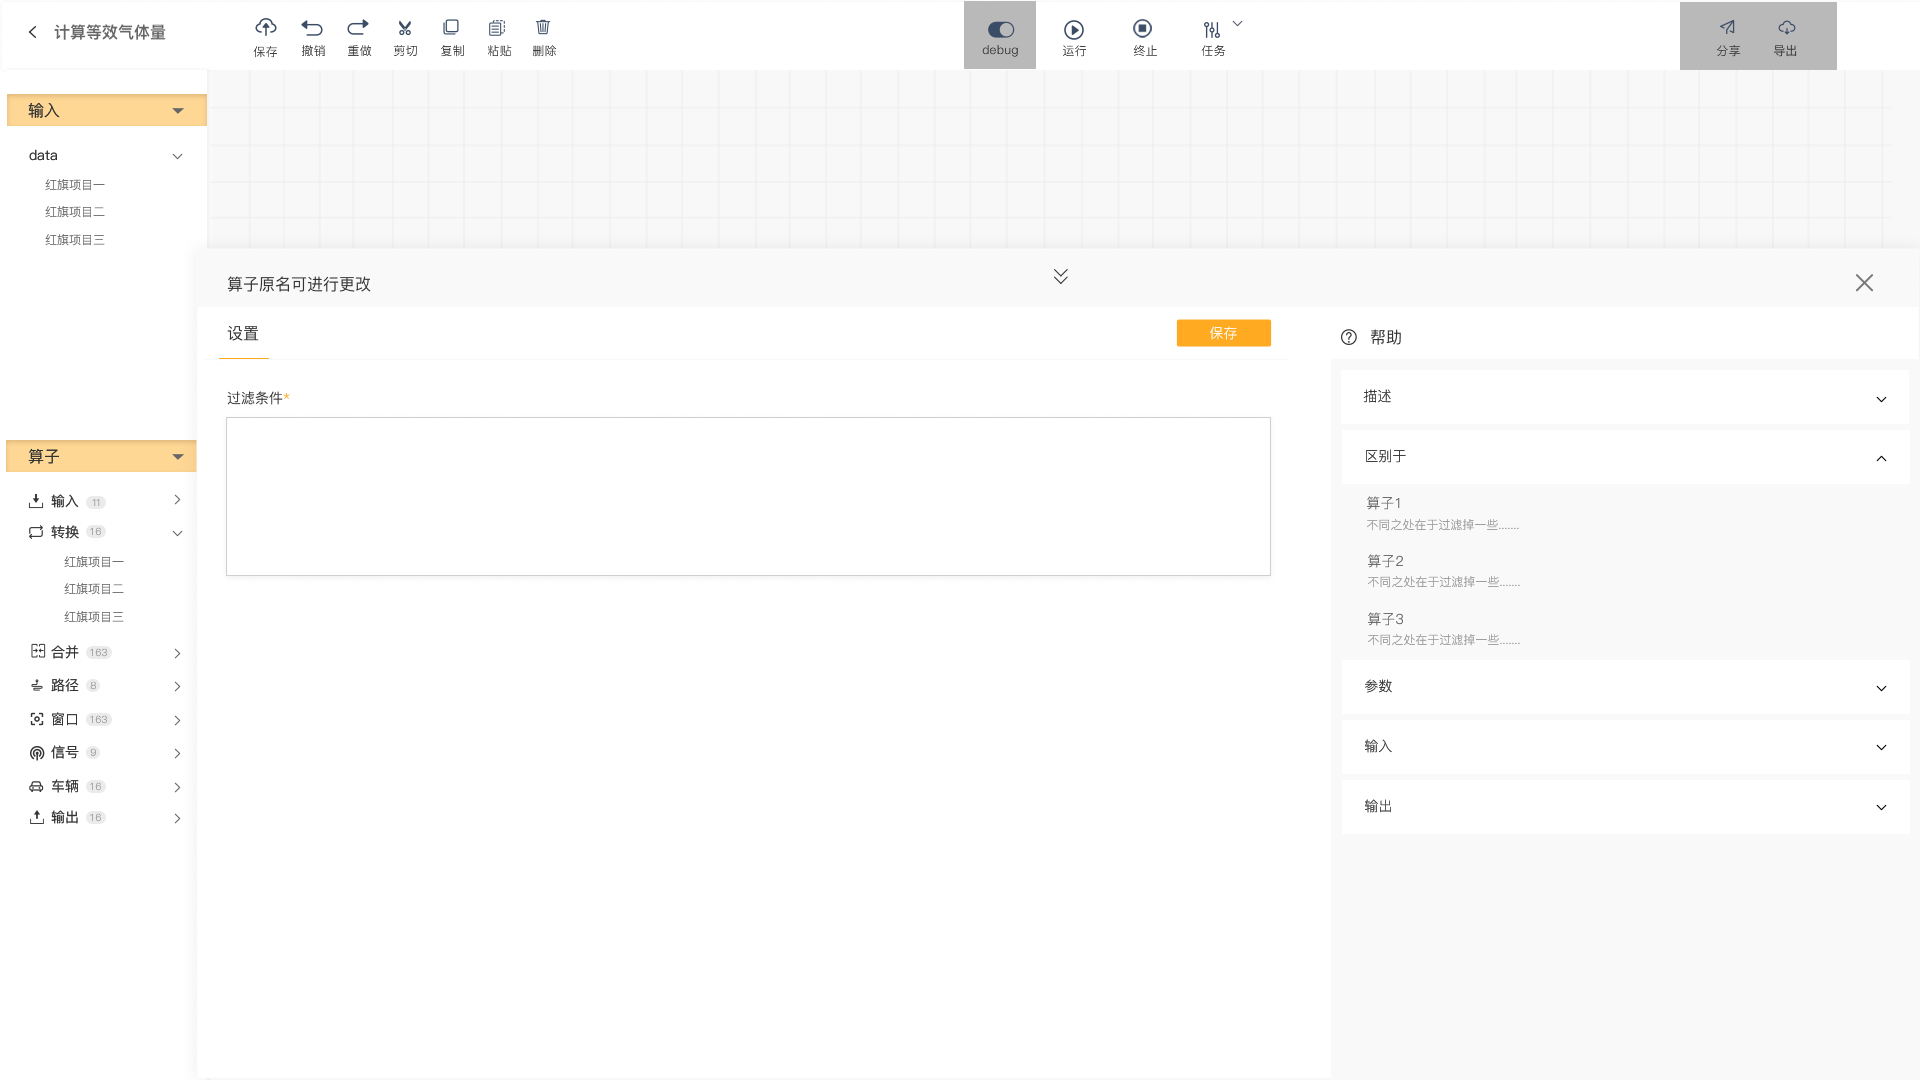 计算等效气体量
保存
撤销
重做
剪切
复制
粘贴
删除
debug
运行
终止
任务
分享
导出
输入
data
红旗项目一
红旗项目二
红旗项目三
算子
输入 11
转换 16
红旗项目一
红旗项目二
红旗项目三
合并 163
路径 8
窗口 163
信号 9
车辆 16
输出 16
算子原名可进行更改
设置
保存
过滤条件*
帮助
描述
区别于
算子1
不同之处在于过滤掉一些.......
算子2
不同之处在于过滤掉一些.......
算子3
不同之处在于过滤掉一些.......
参数
输入
输出